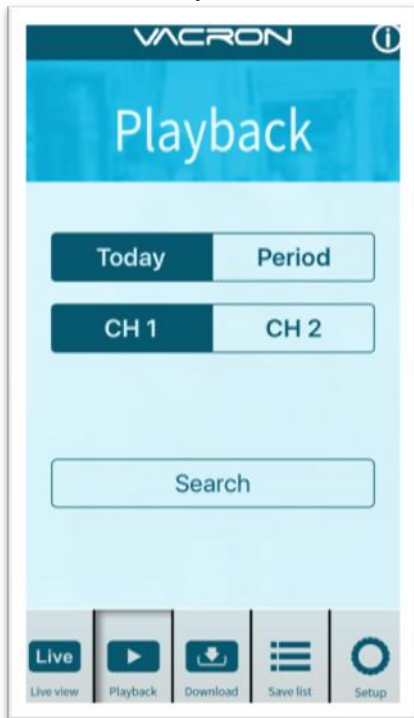 VACRON
Playback
Today Period
CH 1 CH 2
Search
Live
Live view Playback Download Save list Setup